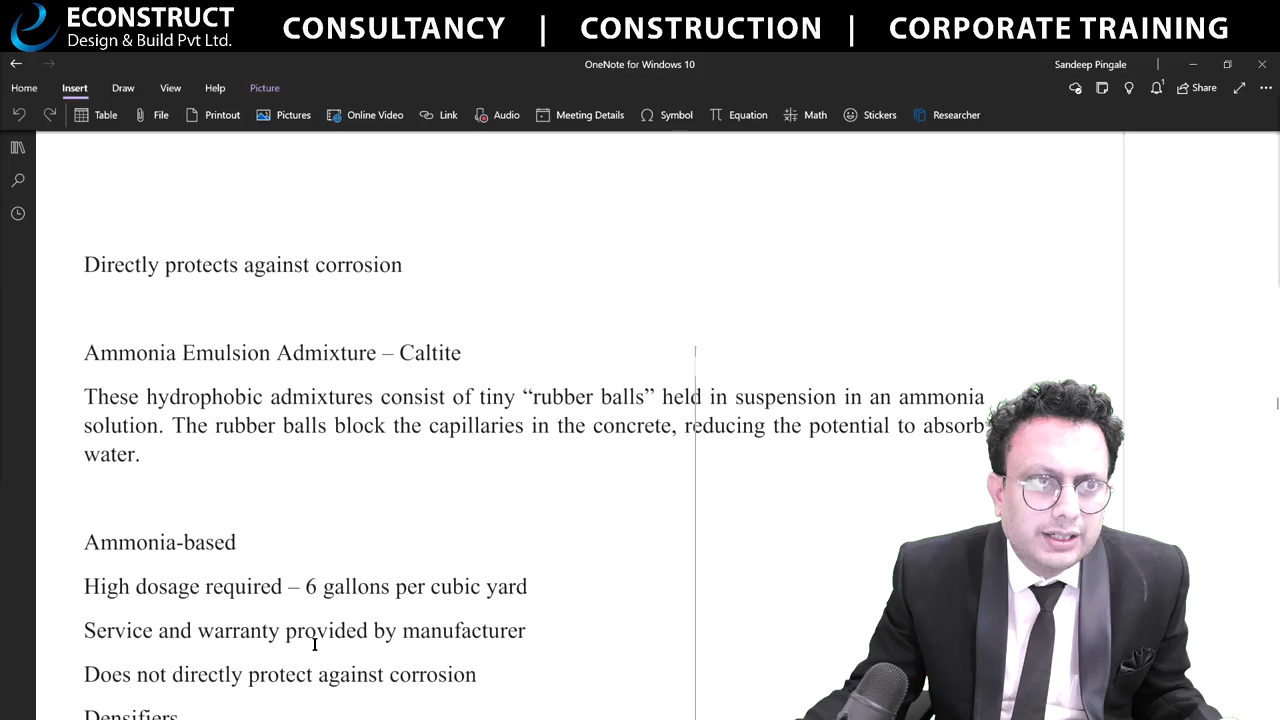 ECONSTRUCT
Design & Build Pvt Ltd.
CONSULTANCY | CONSTRUCTION | CORPORATE TRAINING
OneNote for Windows 10
Sandeep Pingale
Home Insert Draw View Help Picture
1 Share
Table File Printout Pictures Online Video Link Audio Meeting Details Symbol Equation Math Stickers Researcher
Directly protects against corrosion
Ammonia Emulsion Admixture – Caltite
These hydrophobic admixtures consist of tiny “rubber balls” held in suspension in an ammonia
solution. The rubber balls block the capillaries in the concrete, reducing the potential to absorb
water.
Ammonia-based
High dosage required – 6 gallons per cubic yard
Service and warranty provided by manufacturer
Does not directly protect against corrosion
Densifiers